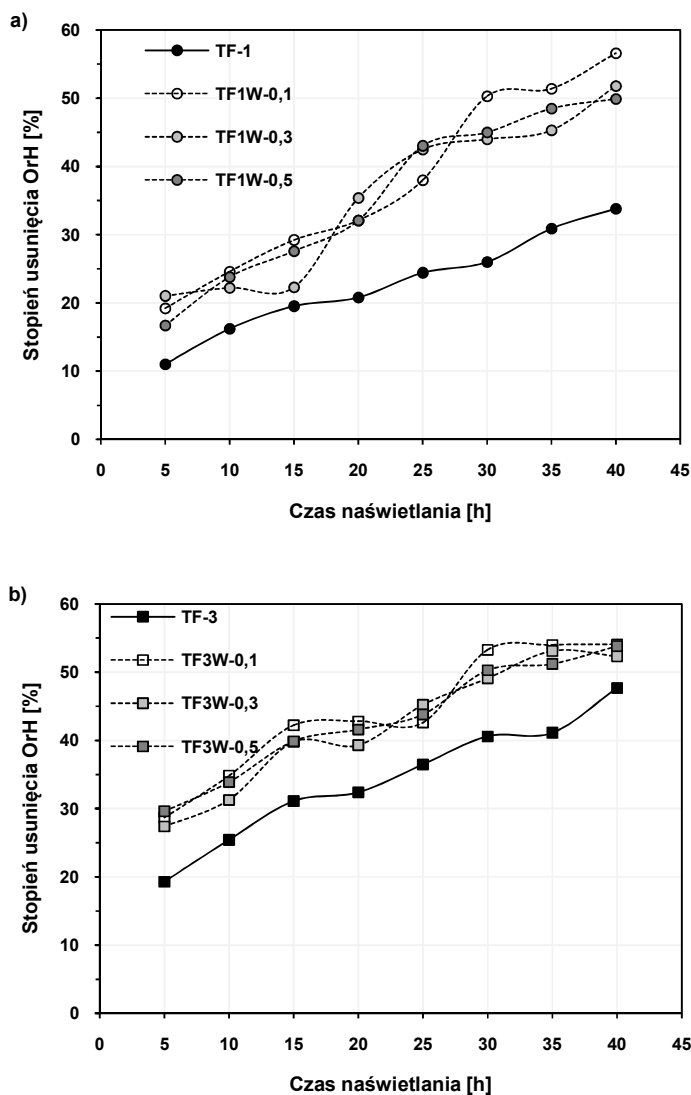 a)
Stopień usunięcia OrH [%]
60
50
40
30
20
10
0
TF-1
TF1W-0,1
TF1W-0,3
TF1W-0,5
0 5 10 15 20 25 30 35 40 45
Czas naświetlania [h]
b)
Stopień usunięcia OrH [%]
60
50
40
30
20
10
0
TF-3
TF3W-0,1
TF3W-0,3
TF3W-0,5
0 5 10 15 20 25 30 35 40 45
Czas naświetlania [h]